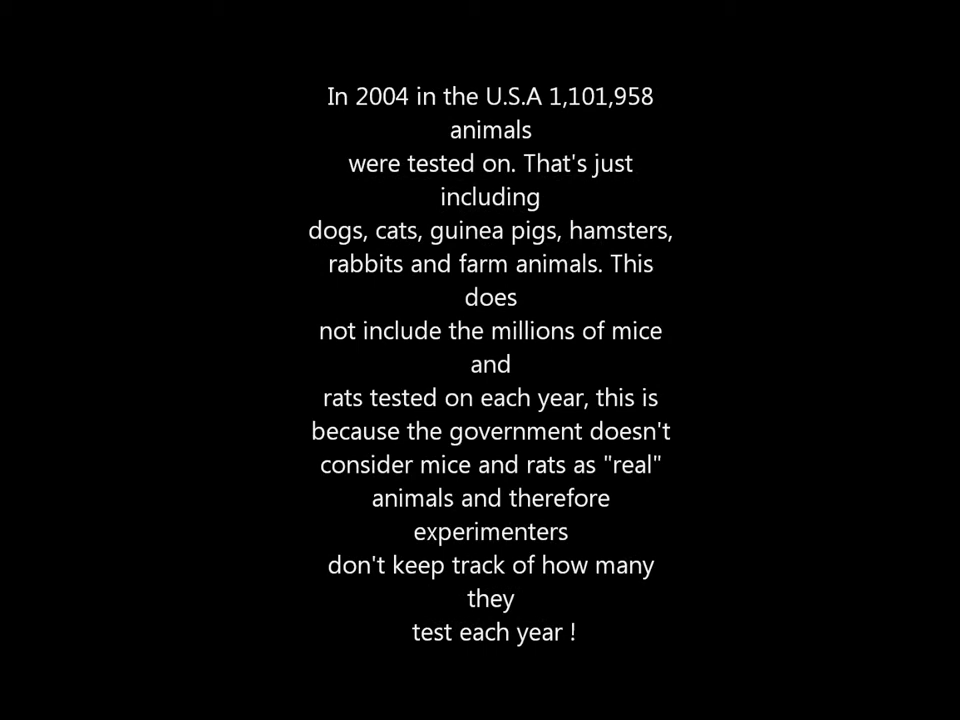 In 2004 in the U.S.A 1,101,958
animals
were tested on. That's just
including
dogs, cats, guinea pigs, hamsters,
rabbits and farm animals. This
does
not include the millions of mice
and
rats tested on each year, this is
because the government doesn't
consider mice and rats as "real"
animals and therefore
experimenters
don't keep track of how many
they
test each year !